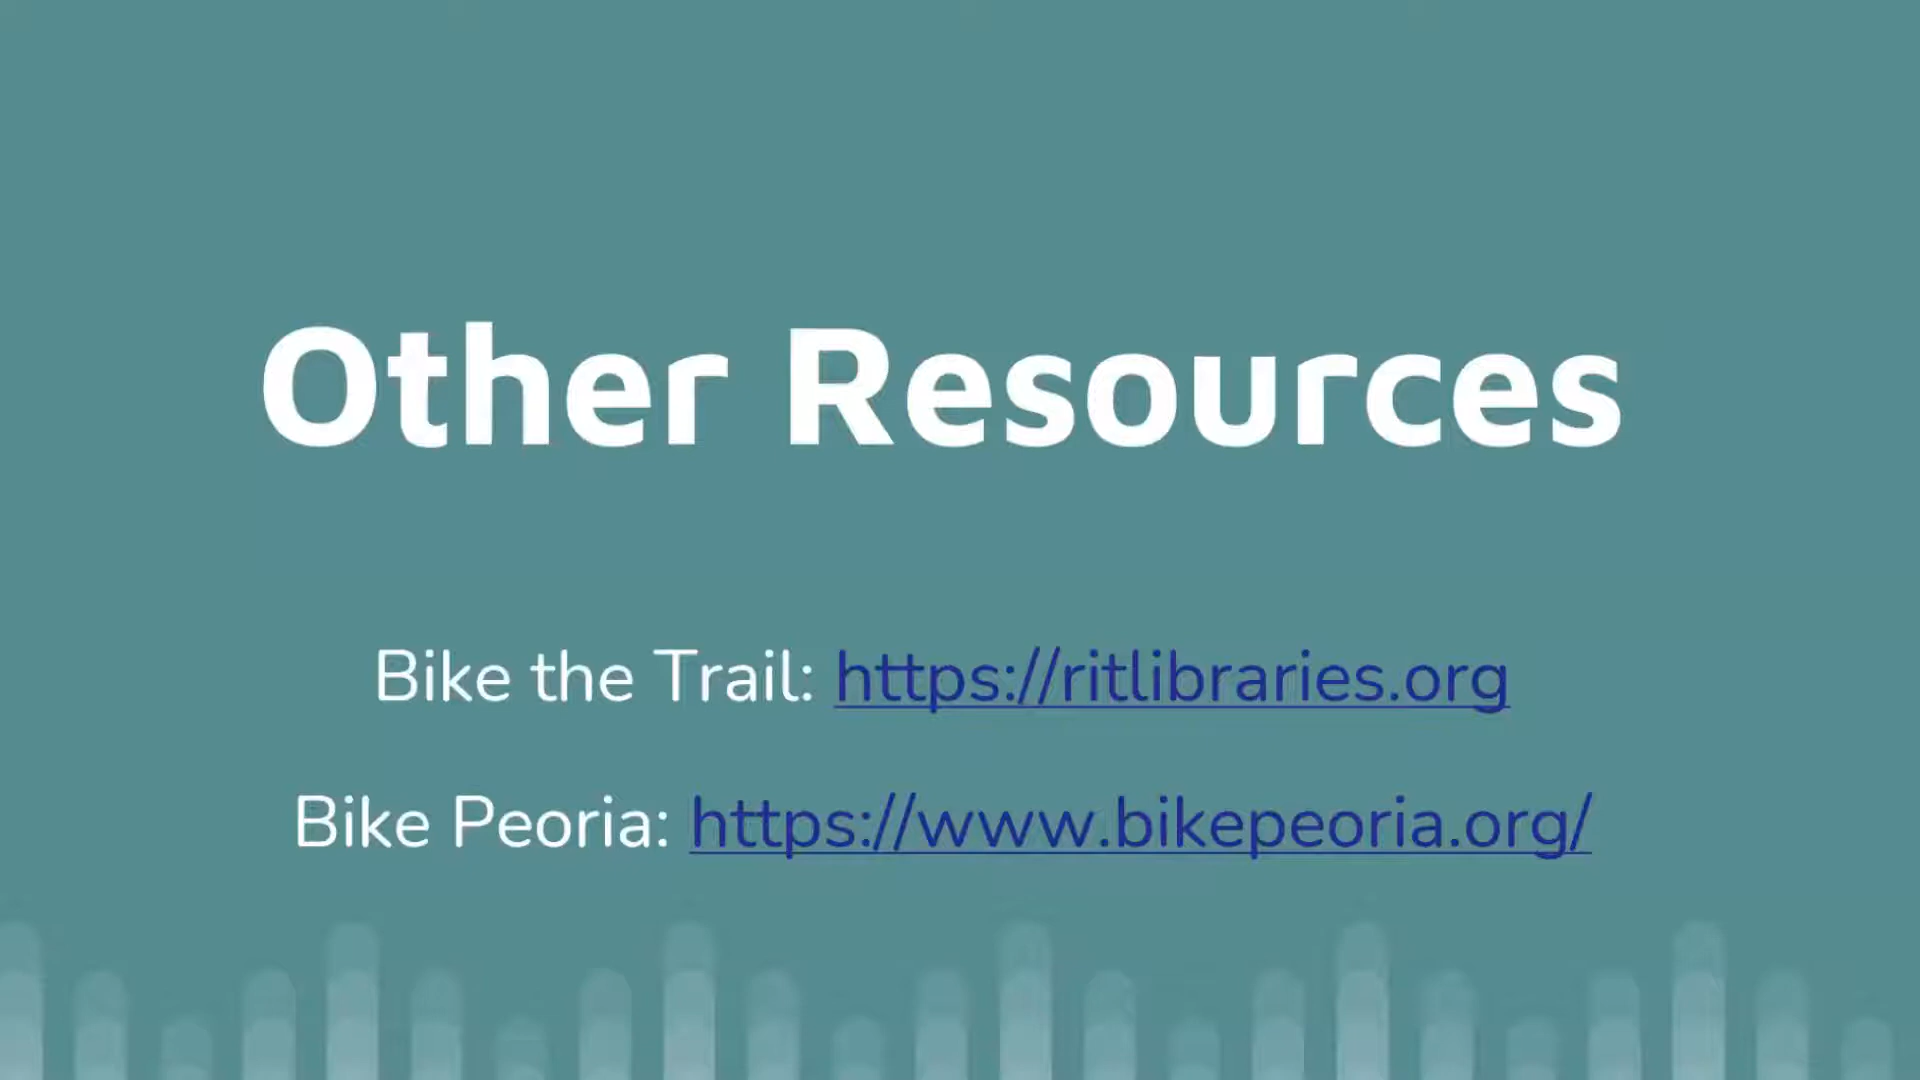 Other Resources
Bike the Trail: https://ritlibraries.org
Bike Peoria: https://www.bikepeoria.org/